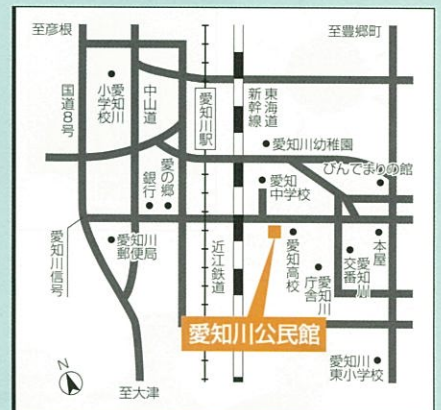 至彦根
至豊郷町
国道8号
愛知川
小学校
中山道
愛知川駅
新幹線
東海道
愛知川幼稚園
びんてまりの館
愛知
中学校
銀行
愛の郷
愛知川信号
愛知川
郵便局
近江鉄道
愛知高校
愛知川
庁舎
愛知川
交番
本屋
愛知川公民館
愛知川
東小学校
至大津
N